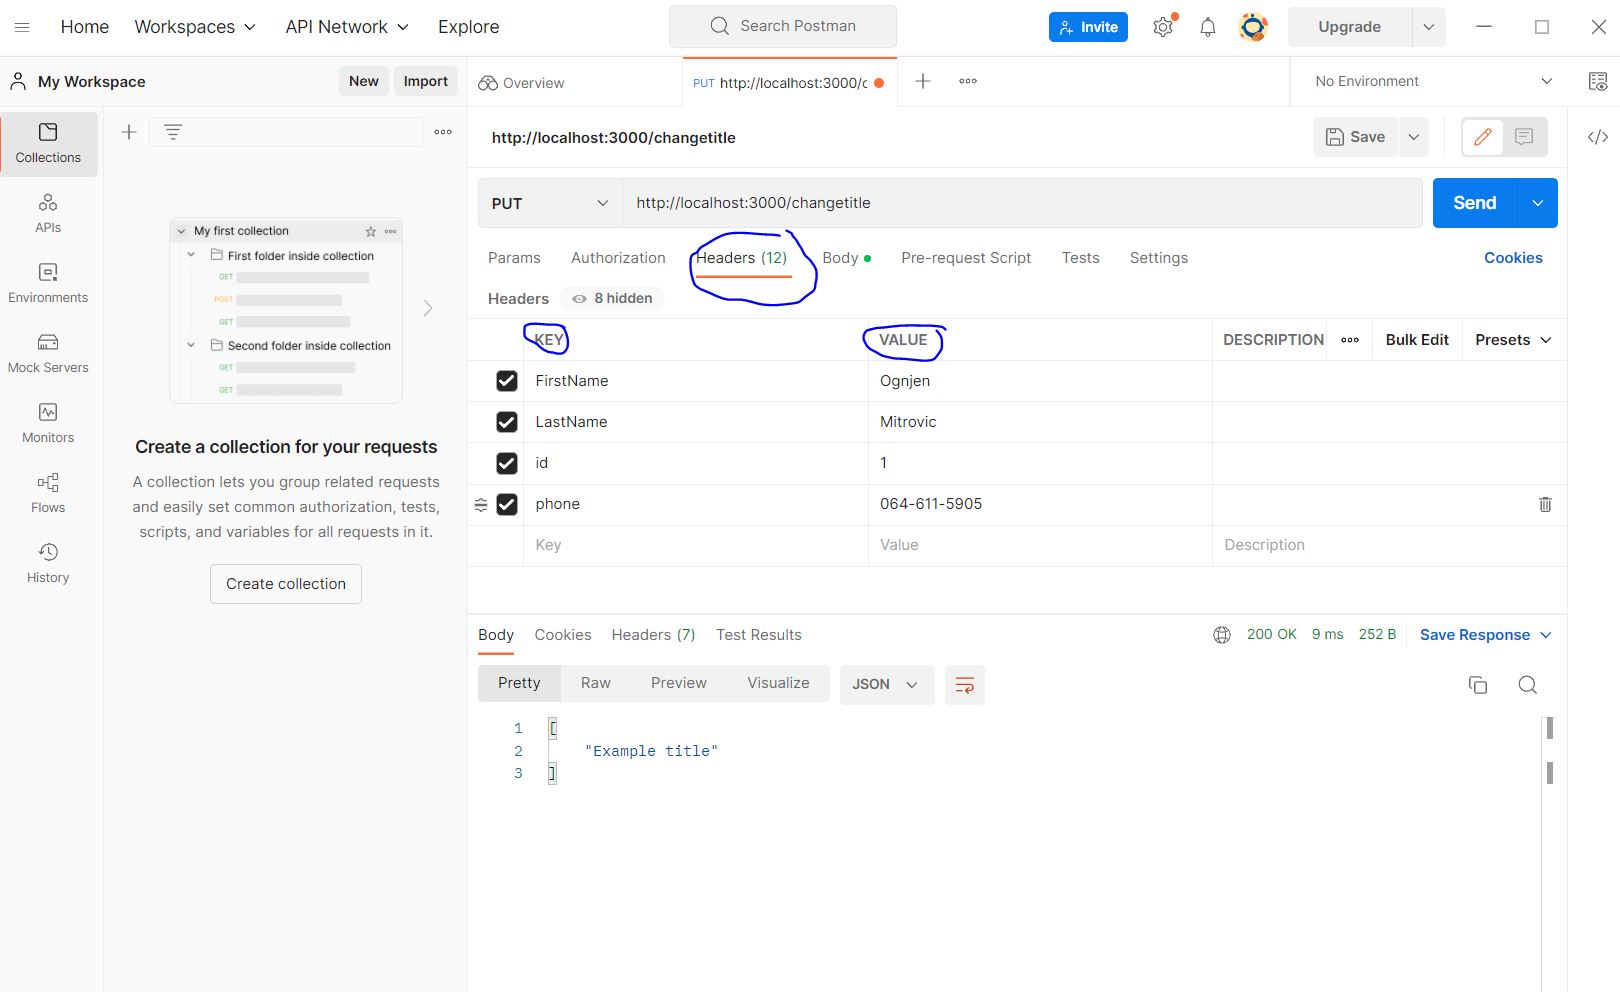 Home Workspaces API Network Explore Search Postman Invite Upgrade
My Workspace New Import Overview PUT http://localhost:3000/c No Environment
Collections
APIs
Environments
Mock Servers
Monitors
Flows
History
My first collection
First folder inside collection
GET
POST
GET
Second folder inside collection
GET
GET
Create a collection for your requests
A collection lets you group related requests
and easily set common authorization, tests,
scripts, and variables for all requests in it.
Create collection
http://localhost:3000/changetitle Save
PUT http://localhost:3000/changetitle Send
Params Authorization Headers (12) Body Pre-request Script Tests Settings Cookies
Headers 8 hidden
KEY VALUE DESCRIPTION Bulk Edit Presets
FirstName Ognjen
LastName Mitrovic
id 1
phone 064-611-5905
Key Value Description
Body Cookies Headers (7) Test Results 200 OK 9 ms 252 B Save Response
Pretty Raw Preview Visualize JSON
1 [
2 "Example title"
3 ]